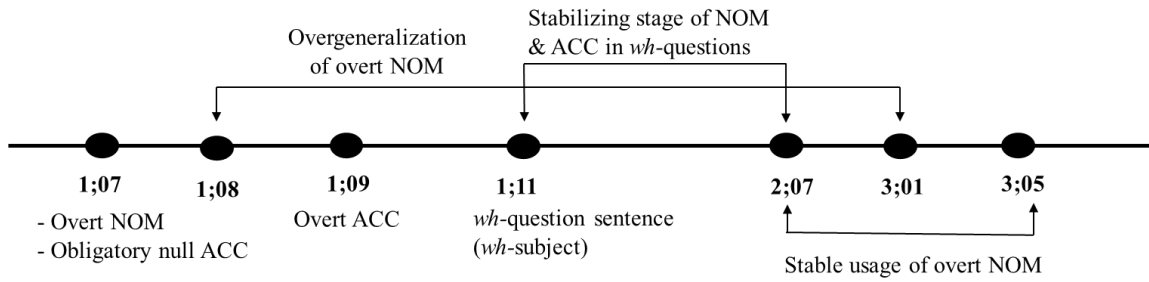 Stabilizing stage of NOM
& ACC in wh-questions
Overgeneralization
of overt NOM
1;07
1;08
1;09
1;11
2;07
3;01
3;05
- Overt NOM
- Obligatory null ACC
Overt ACC
wh-question sentence
(wh-subject)
Stable usage of overt NOM